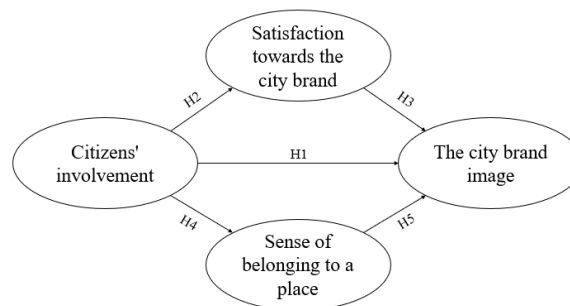 Satisfaction
towards the
city brand
H2
H3
Citizens'
involvement
H1
The city brand
image
H4
H5
Sense of
belonging to a
place